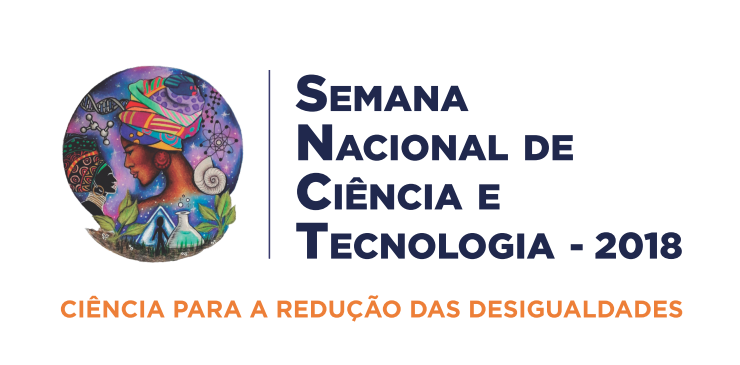 SEMANA
NACIONAL DE
CIÊNCIA E
TECNOLOGIA - 2018
CIÊNCIA PARA A REDUÇÃO DAS DESIGUALDADES